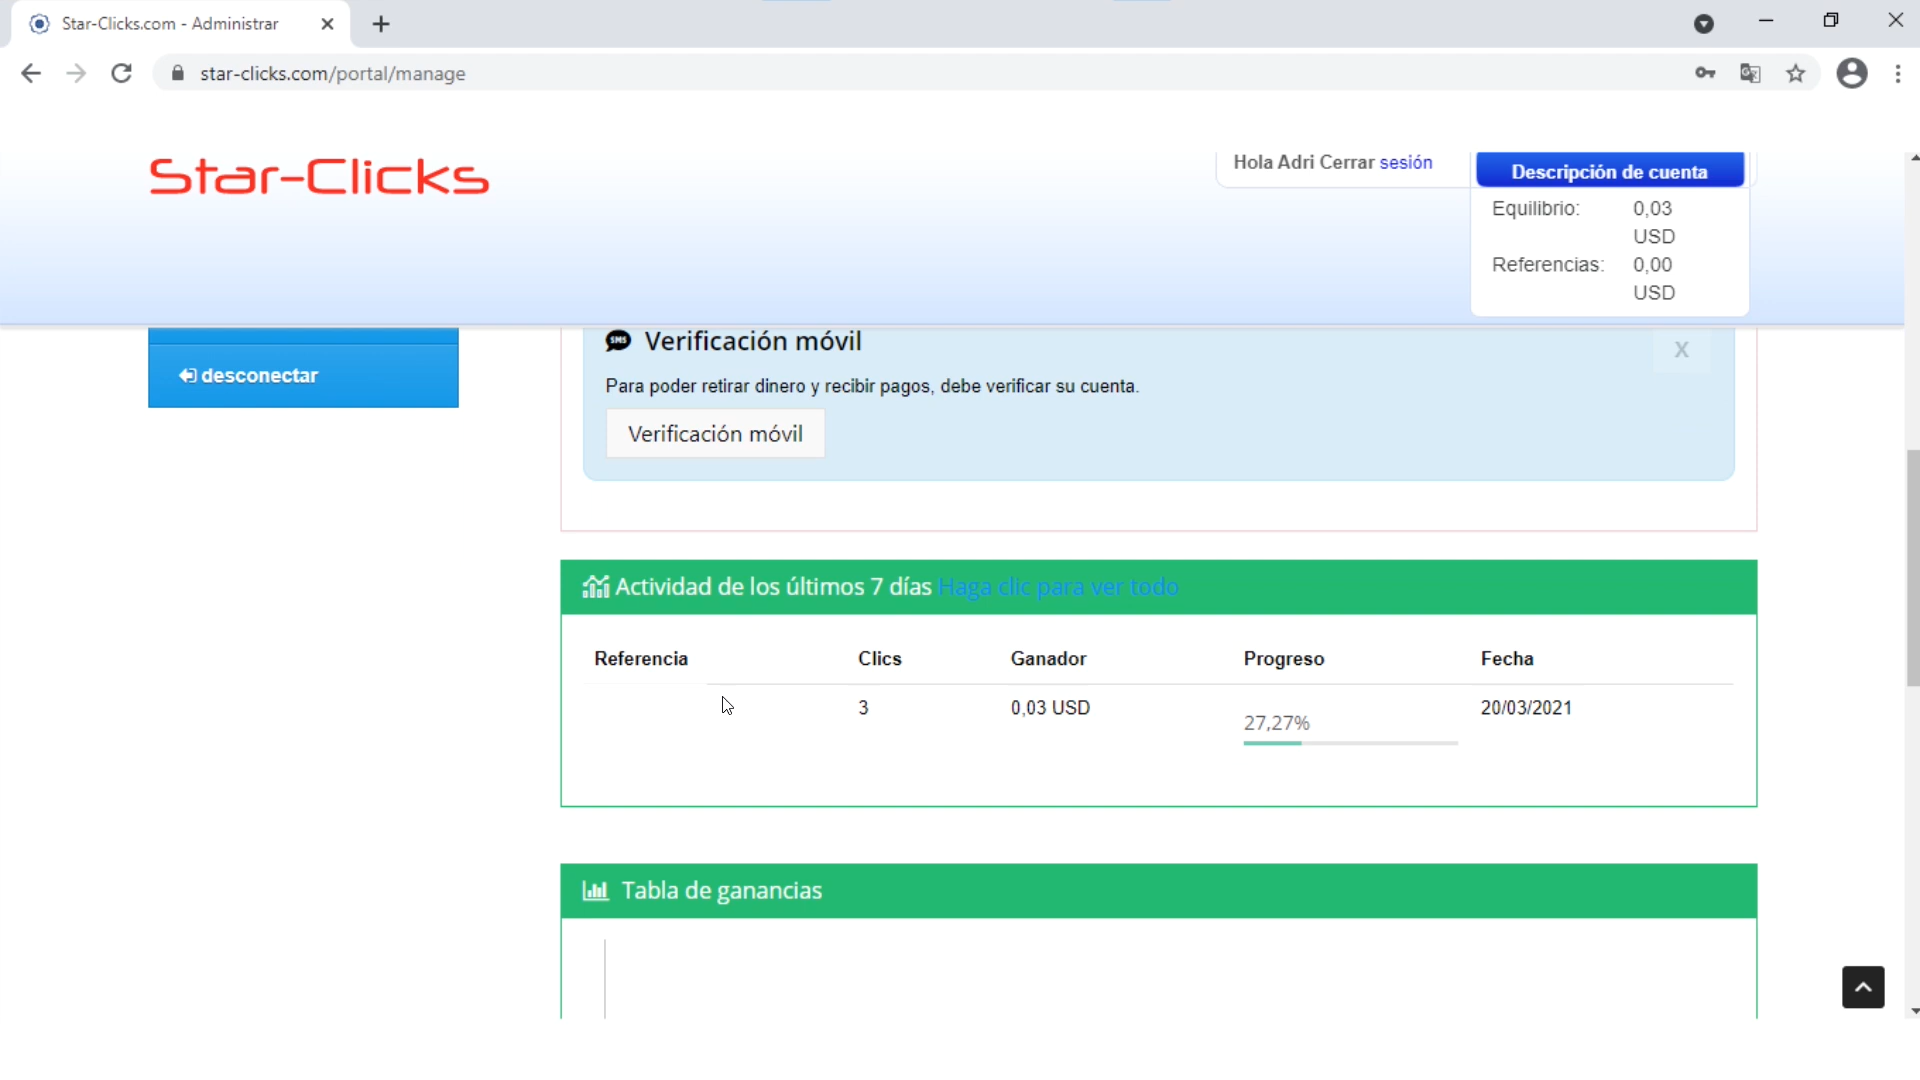 Star-Clicks.com - Administrar
star-clicks.com/portal/manage
Star-Clicks
Hola Adri Cerrar sesión
Descripción de cuenta
Equilibrio: 0,03
USD
Referencias: 0,00
USD
desconectar
SMS Verificación móvil
X
Para poder retirar dinero y recibir pagos, debe verificar su cuenta.
Verificación móvil
Actividad de los últimos 7 días Haga clic para ver todo
Referencia Clics Ganador Progreso Fecha
3 0,03 USD 27,27% 20/03/2021
Tabla de ganancias